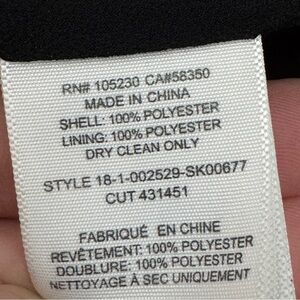 RN# 105230 CA#58350
MADE IN CHINA
SHELL: 100% POLYESTER
LINING: 100% POLYESTER
DRY CLEAN ONLY
STYLE 18-1-002529-SK00677
CUT 431451
FABRIQUÉ EN CHINE
REVÊTEMENT: 100% POLYESTER
DOUBLURE: 100% POLYESTER
NETTOYAGE À SEC UNIQUEMENT